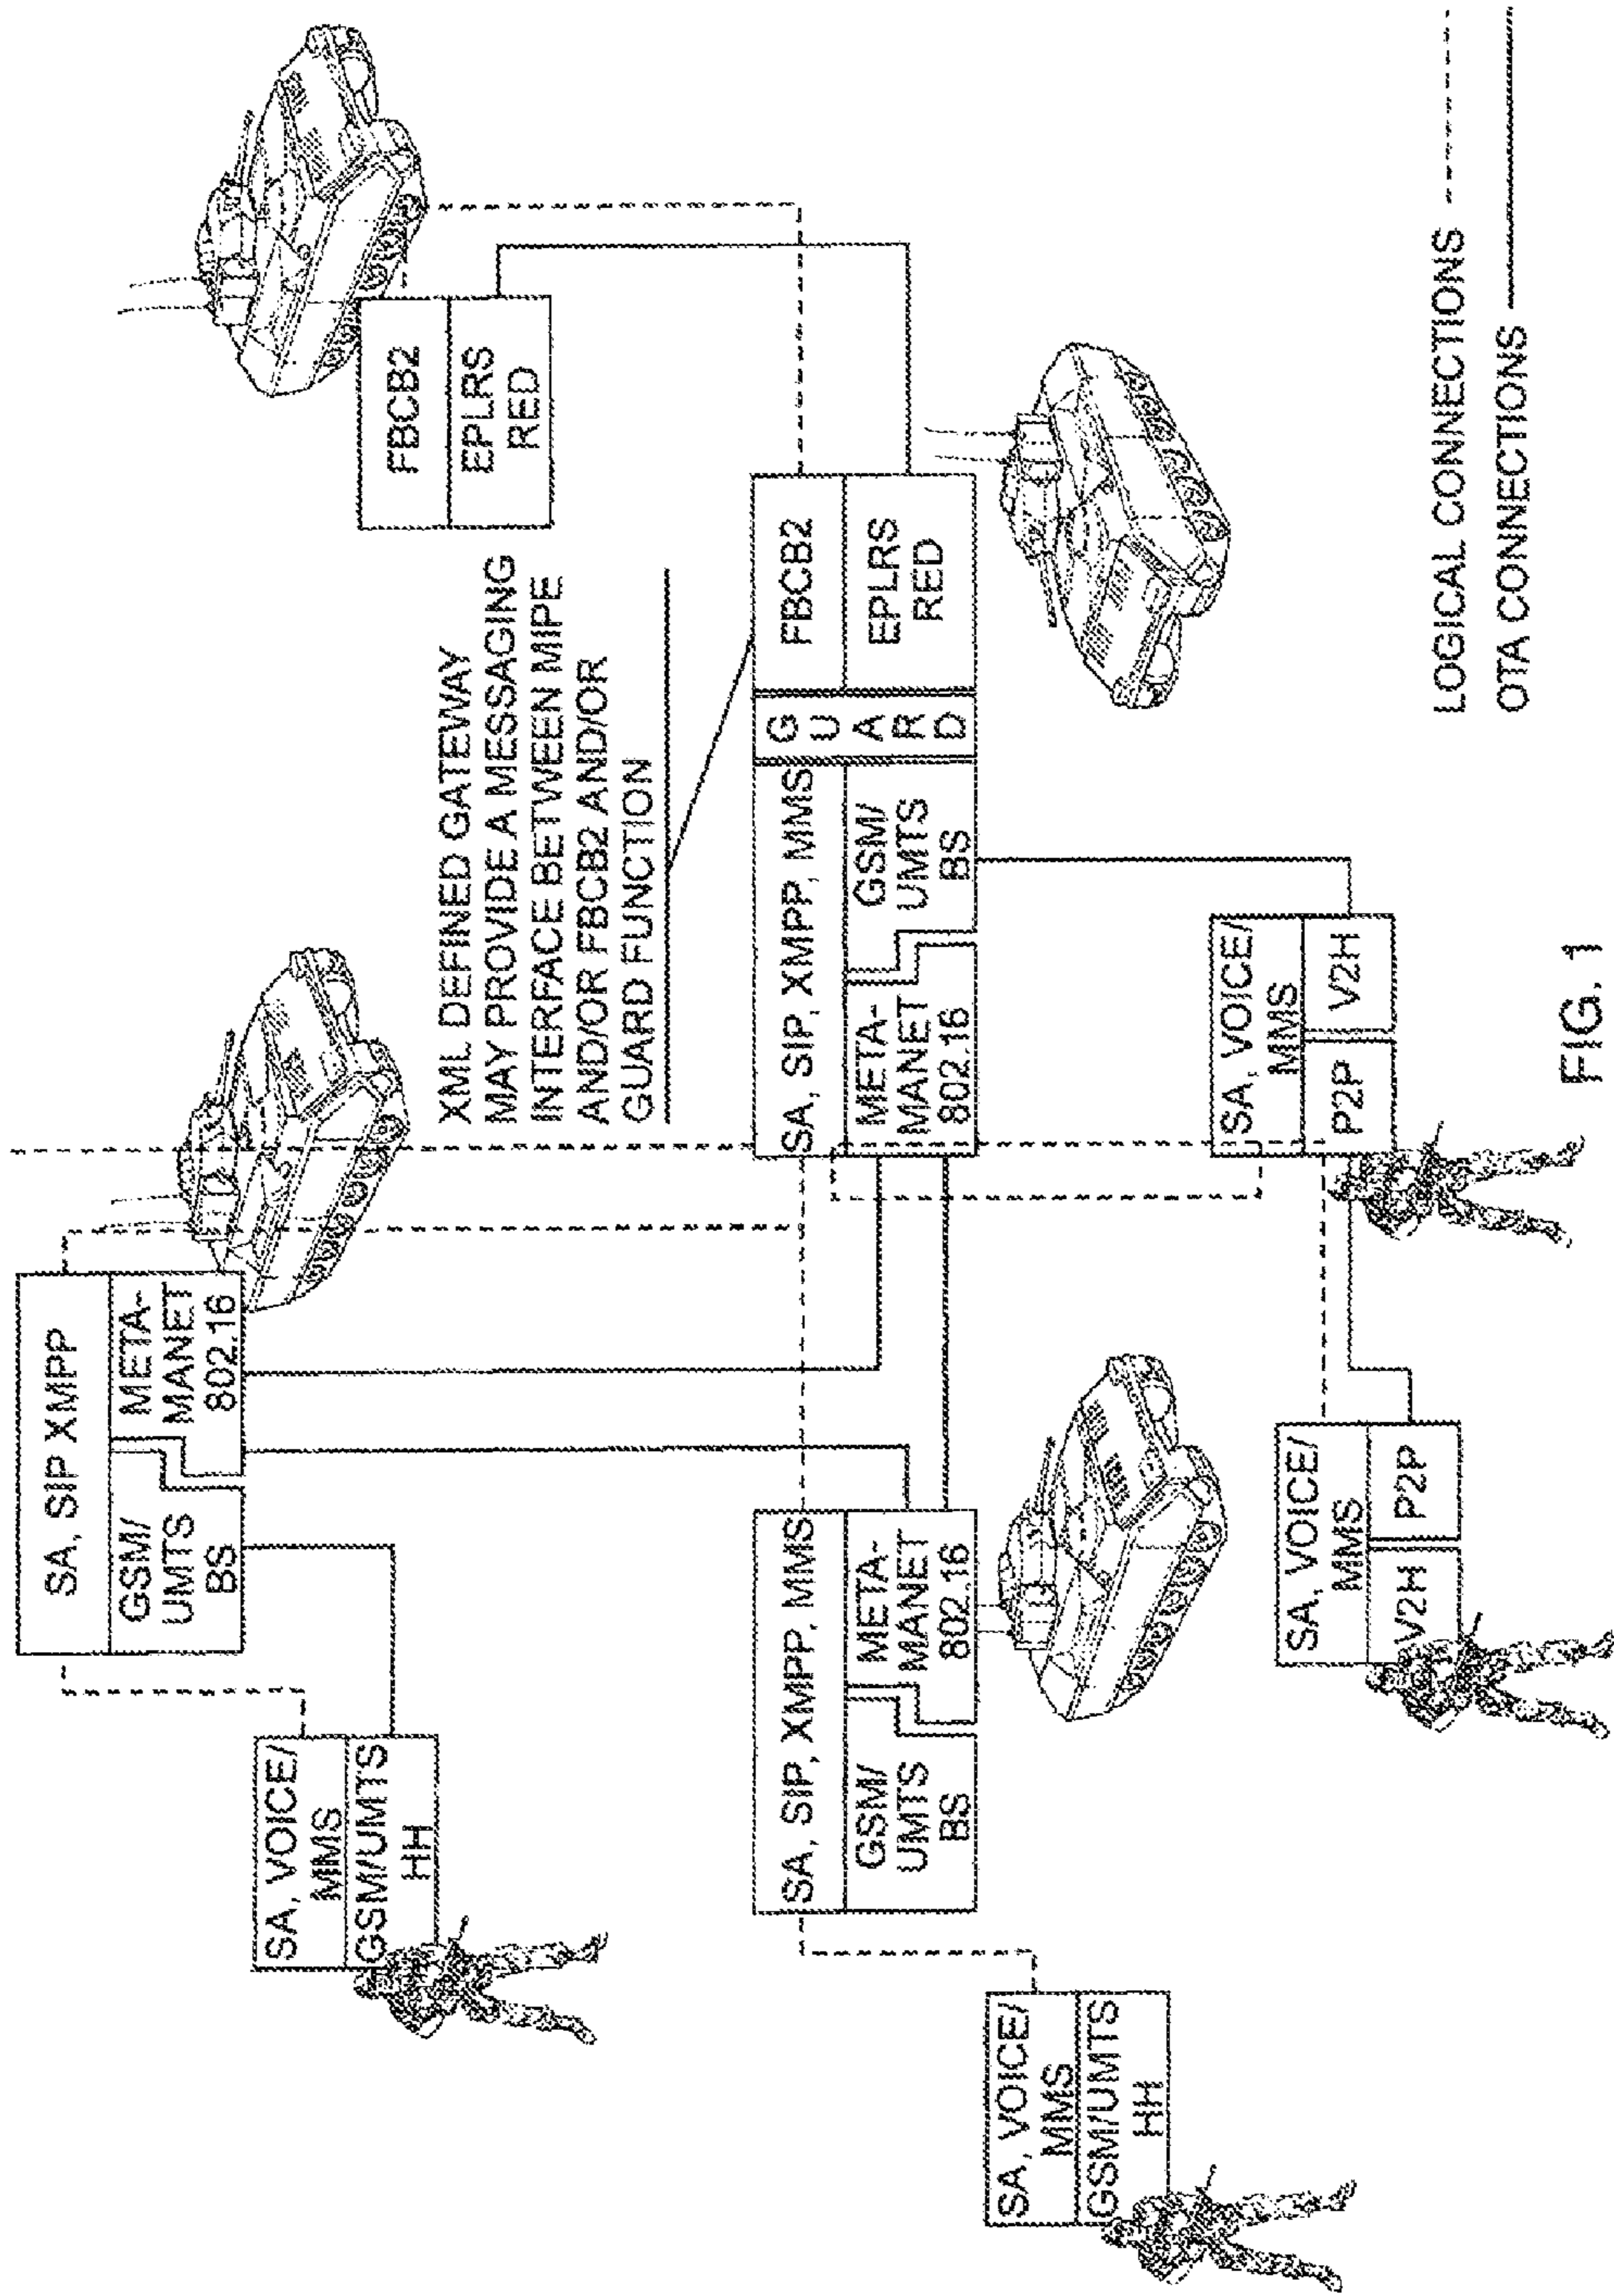 SA, SIP XMPP
GSM/
UMTS
BS
META-
MANET
802.16
SA, VOICE/
MMS
GSM/UMTS
HH
FBCB2
EPLRS
RED
XML DEFINED GATEWAY
MAY PROVIDE A MESSAGING
INTERFACE BETWEEN MIPE
AND/OR FBCB2 AND/OR
GUARD FUNCTION
SA, SIP, XMPP, MMS
GSM/
UMTS
BS
META-
MANET
802.16
SA, SIP, XMPP, MMS
META-
MANET
802.16
GSM/
UMTS
BS
G
U
A
R
D
FBCB2
EPLRS
RED
SA, VOICE/
MMS
GSM/UMTS
HH
SA, VOICE/
MMS
V2H
P2P
SA, VOICE/
MMS
P2P
V2H
LOGICAL CONNECTIONS
OTA CONNECTIONS
FIG. 1